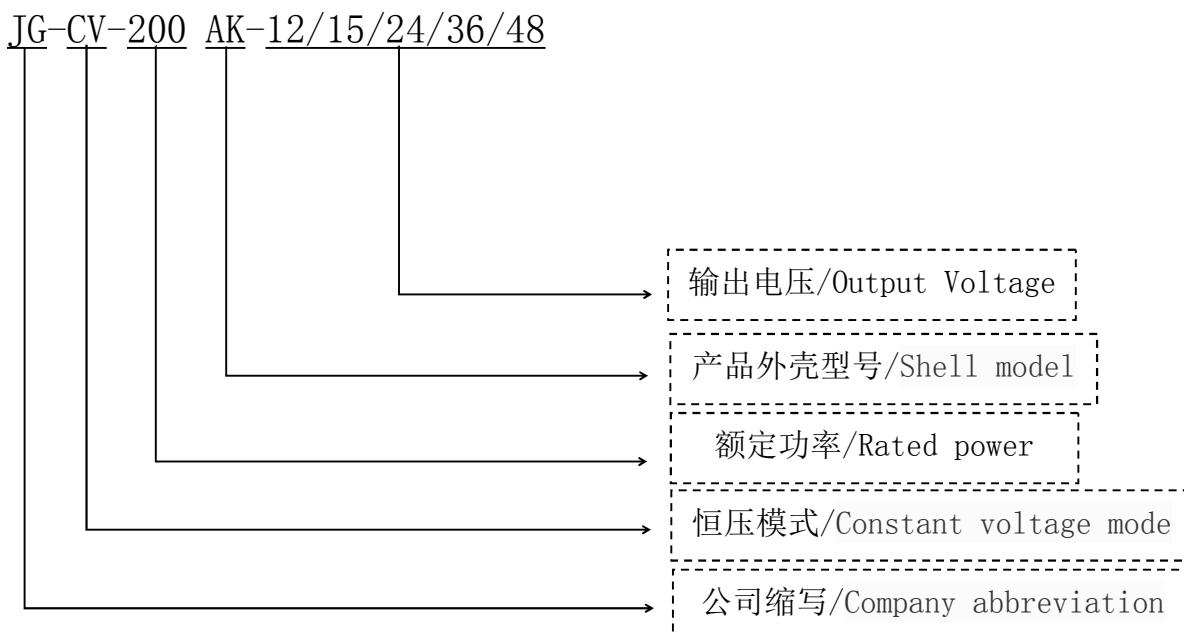 JG-CV-200 AK-12/15/24/36/48
输出电压/Output Voltage
产品外壳型号/Shell model
额定功率/Rated power
恒压模式/Constant voltage mode
公司缩写/Company abbreviation